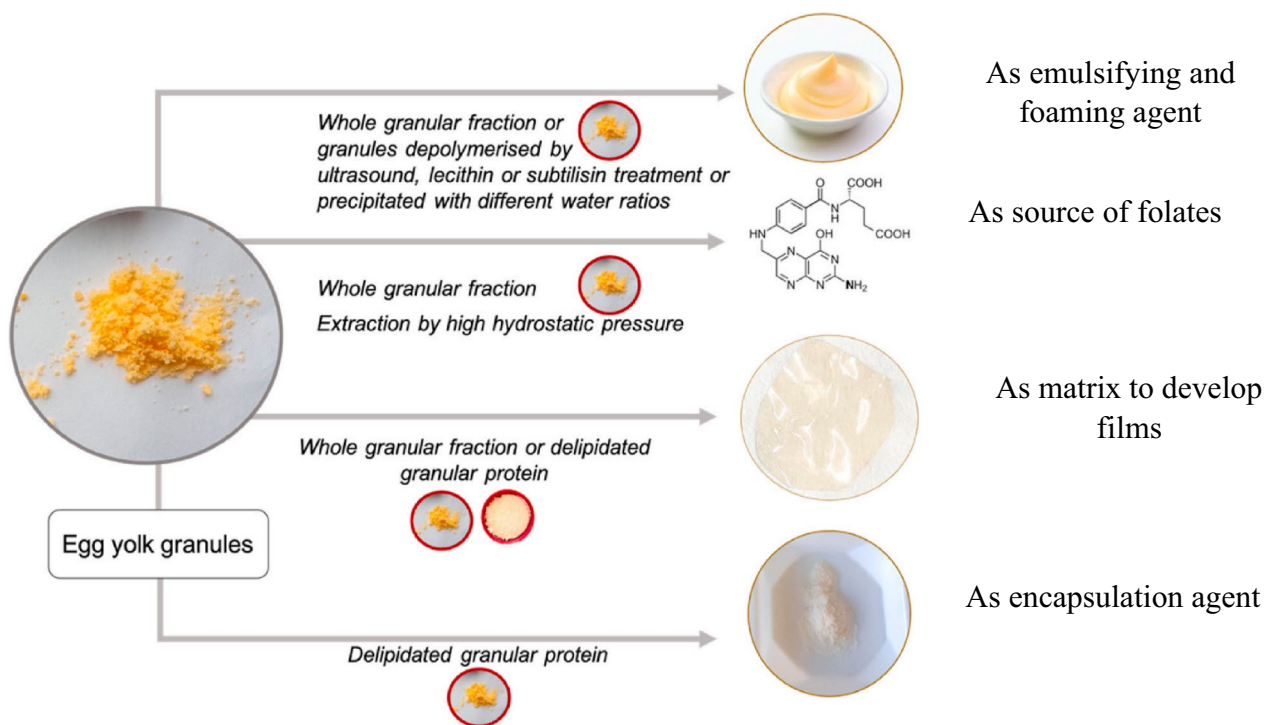 As emulsifying and
foaming agent
Whole granular fraction or
granules depolymerised by
ultrasound, lecithin or subtilisin treatment or
precipitated with different water ratios
O
COOH
N
H
COOH
As source of folates
HN
OH
N
N
N
N
NH₂
Whole granular fraction
Extraction by high hydrostatic pressure
As matrix to develop
films
Whole granular fraction or delipidated
granular protein
Egg yolk granules
As encapsulation agent
Delipidated granular protein